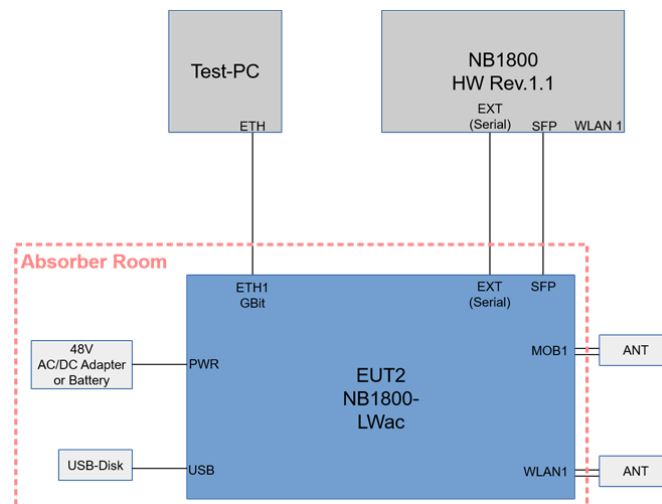 Test-PC
ETH
NB1800
HW Rev.1.1
EXT
(Serial)
SFP
WLAN 1
Absorber Room
ETH1
GBit
EXT
(Serial)
SFP
48V
AC/DC Adapter
or Battery
PWR
EUT2
NB1800-
LWac
MOB1
ANT
USB-Disk
USB
WLAN1
ANT